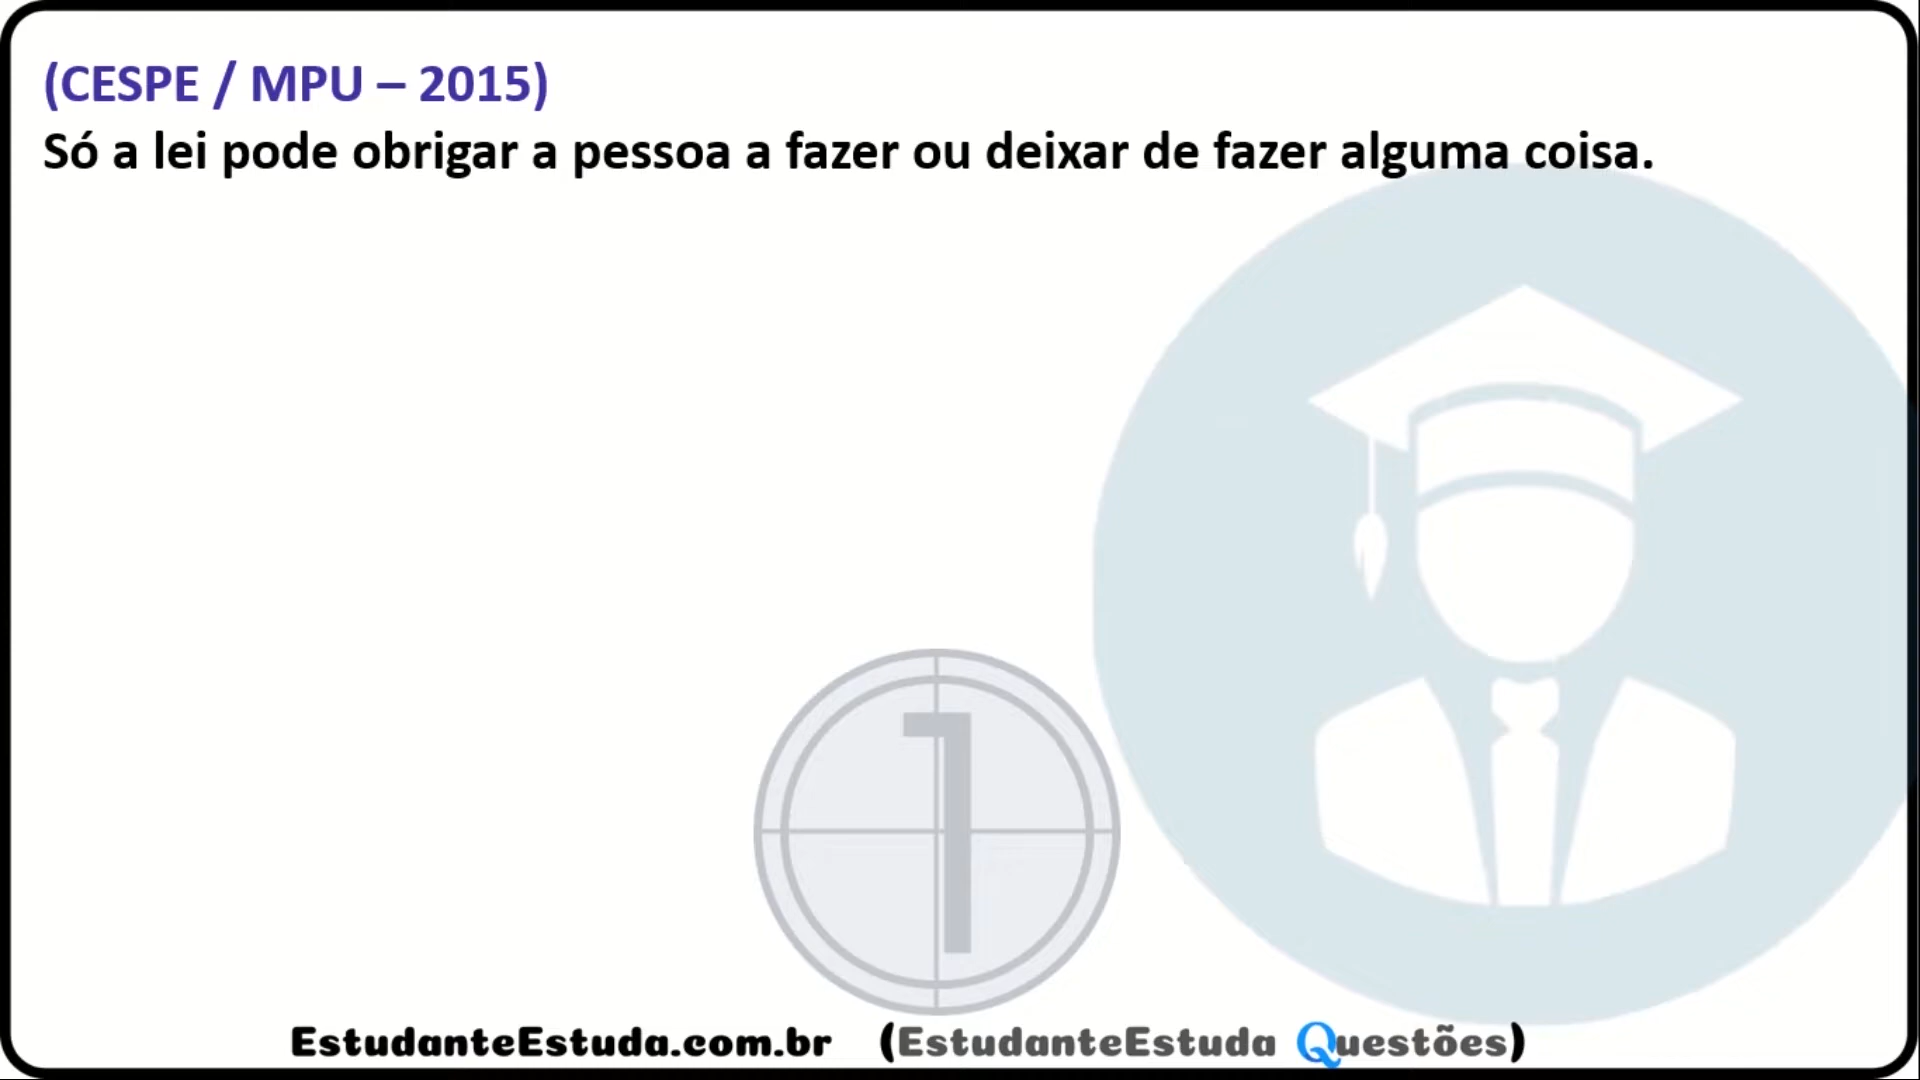 (CESPE / MPU – 2015)
Só a lei pode obrigar a pessoa a fazer ou deixar de fazer alguma coisa.
1
EstudanteEstuda.com.br (EstudanteEstuda Questões)